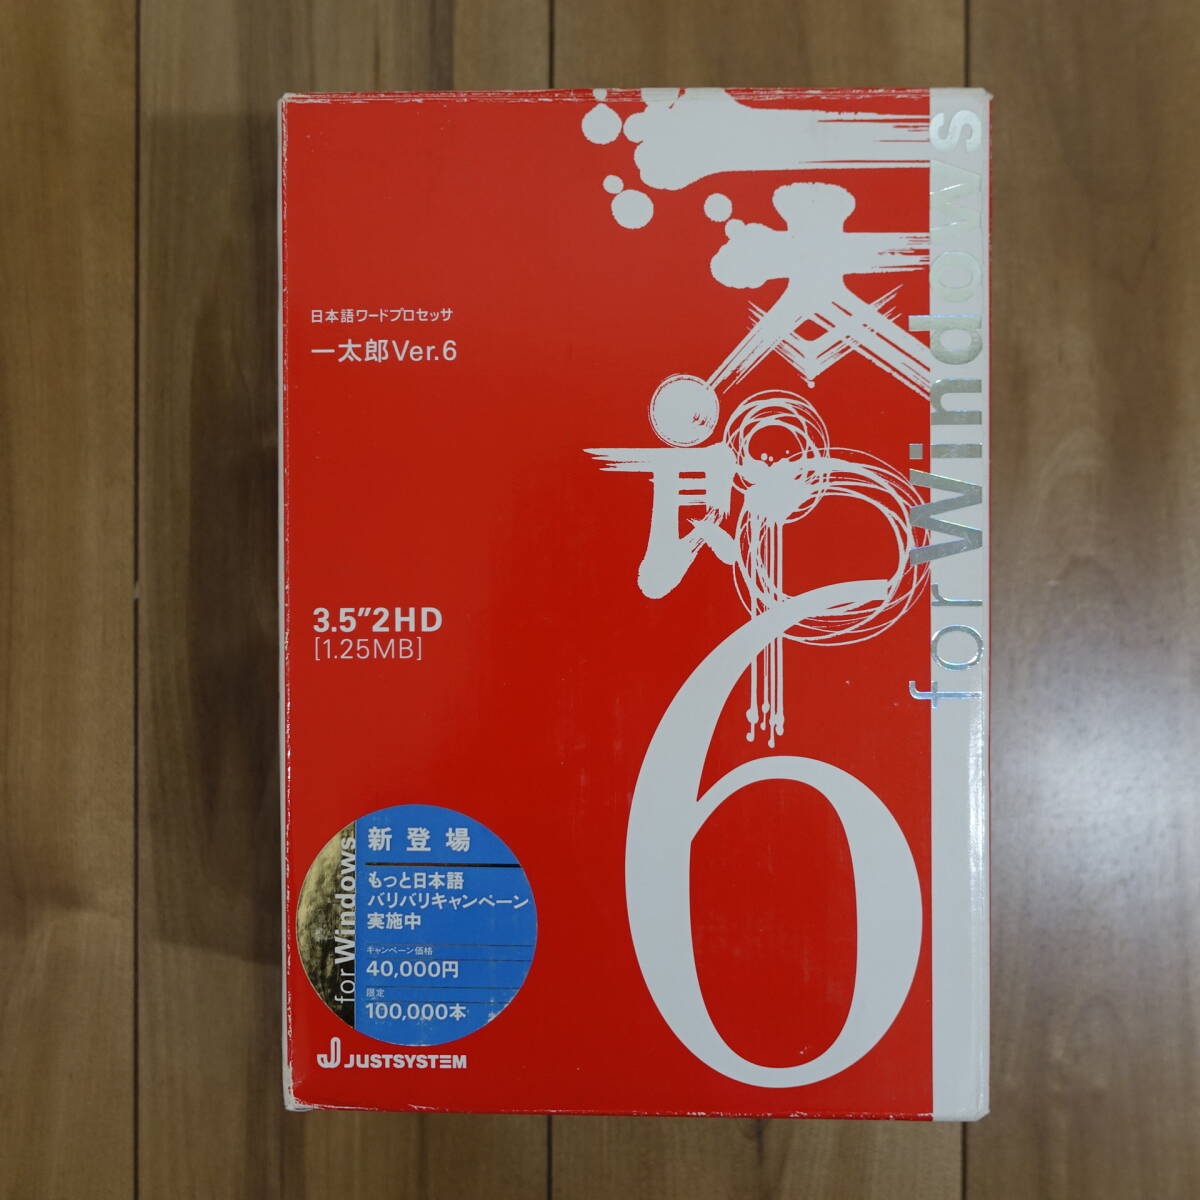 一太郎
6
for Windows
日本語ワードプロセッサ
一太郎Ver.6
3.5”2HD
[1.25MB]
for Windows
新登場
もっと日本語
バリバリキャンペーン
実施中
キャンペーン価格
40,000円
限定
100,000本
JUSTSYSTEM